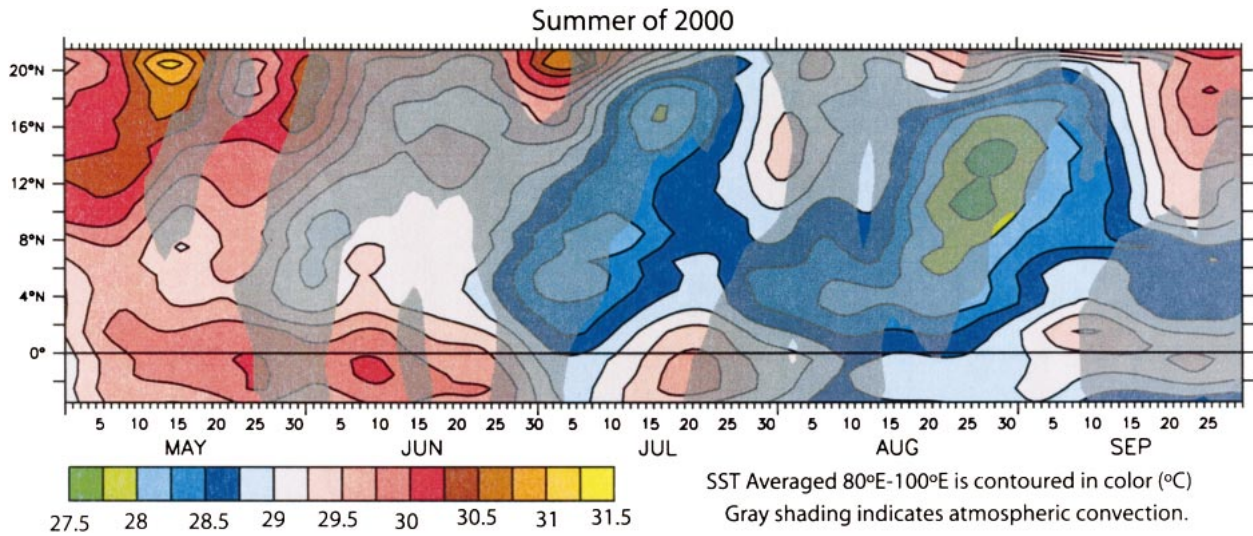 Summer of 2000
20°N
16°N
12°N
8°N
4°N
0°
5 10 15 20 25 30 5 10 15 20 25 30 5 10 15 20 25 30 5 10 15 20 25 30 5 10 15 20 25
MAY JUN JUL AUG SEP
27.5 28 28.5 29 29.5 30 30.5 31 31.5
SST Averaged 80ºE-100ºE is contoured in color (ºC)
Gray shading indicates atmospheric convection.